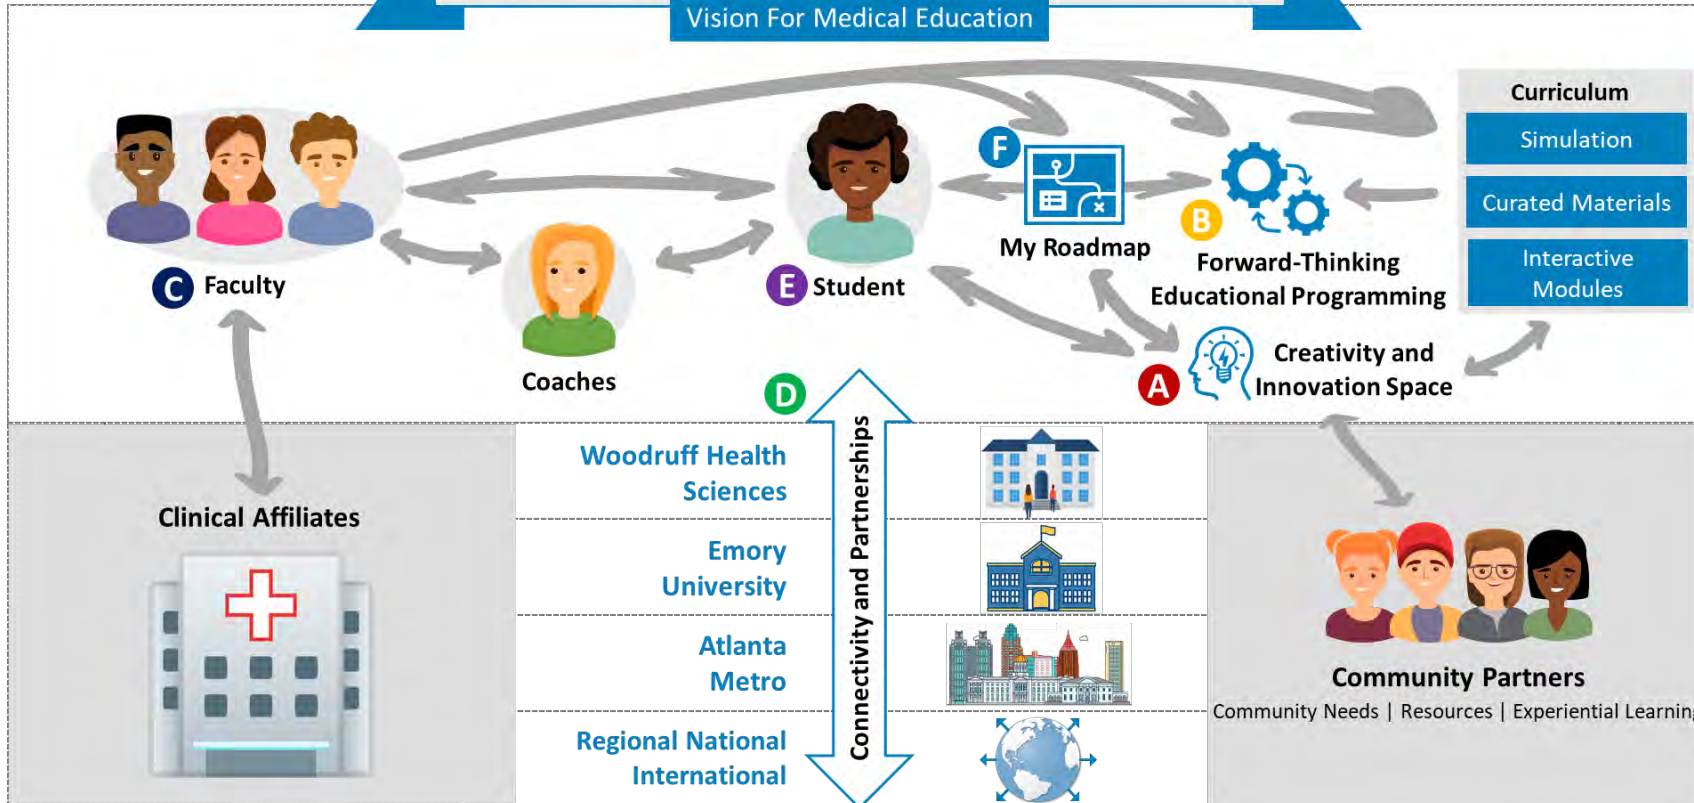 Vision For Medical Education
Curriculum
Simulation
Curated Materials
Interactive
Modules
F
My Roadmap
B
Forward-Thinking
Educational Programming
C Faculty
E Student
Coaches
A
Creativity and
Innovation Space
D
Connectivity and Partnerships
Woodruff Health
Sciences
Emory
University
Atlanta
Metro
Regional National
International
Clinical Affiliates
Community Partners
Community Needs | Resources | Experiential Learning